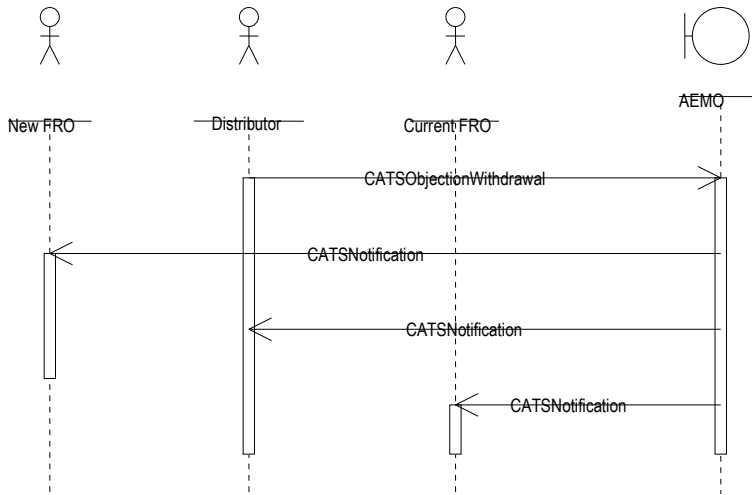 AEMO
New FRO
Distributor
Current FRO
CATSObjectionWithdrawal
CATSNotification
CATSNotification
CATSNotification